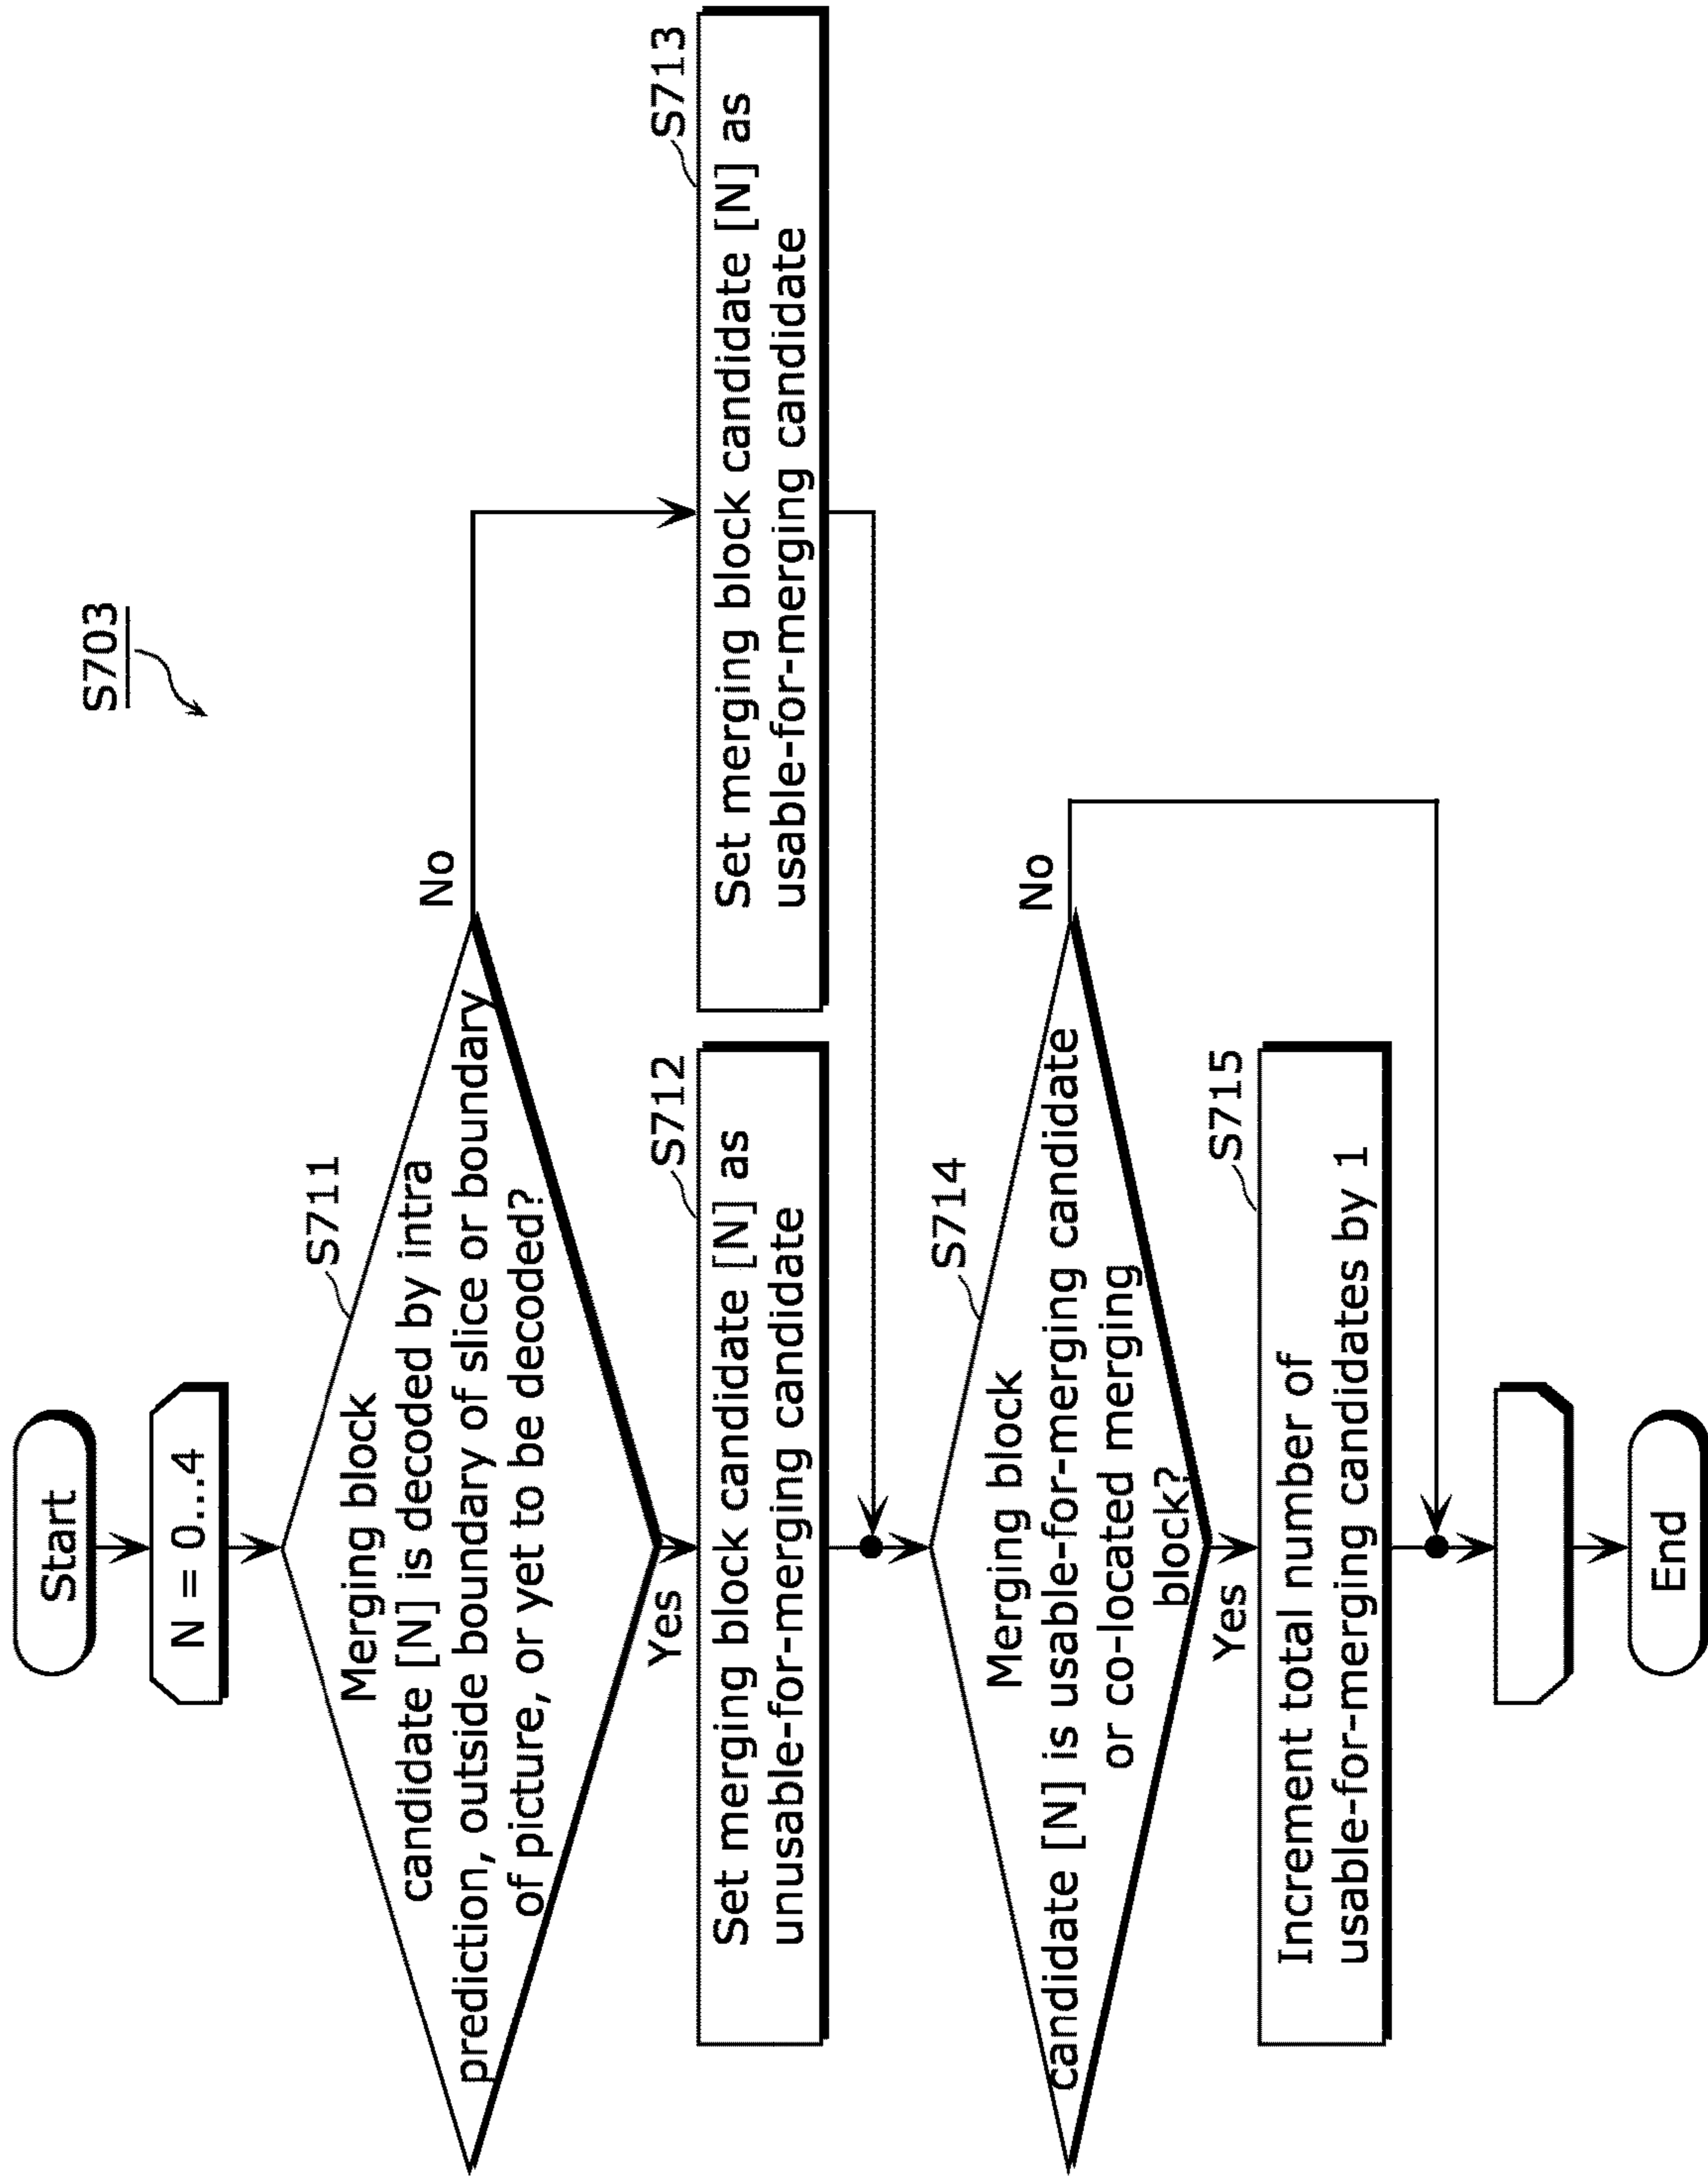 S703
Start
N = 0...4
S711
Merging block
candidate [N] is decoded by intra
prediction, outside boundary of slice or boundary
of picture, or yet to be decoded?
No
Yes
S712
Set merging block candidate [N] as
unusable-for-merging candidate
S713
Set merging block candidate [N] as
usable-for-merging candidate
S714
Merging block
candidate [N] is usable-for-merging candidate
or co-located merging
block?
No
Yes
S715
Increment total number of
usable-for-merging candidates by 1
End